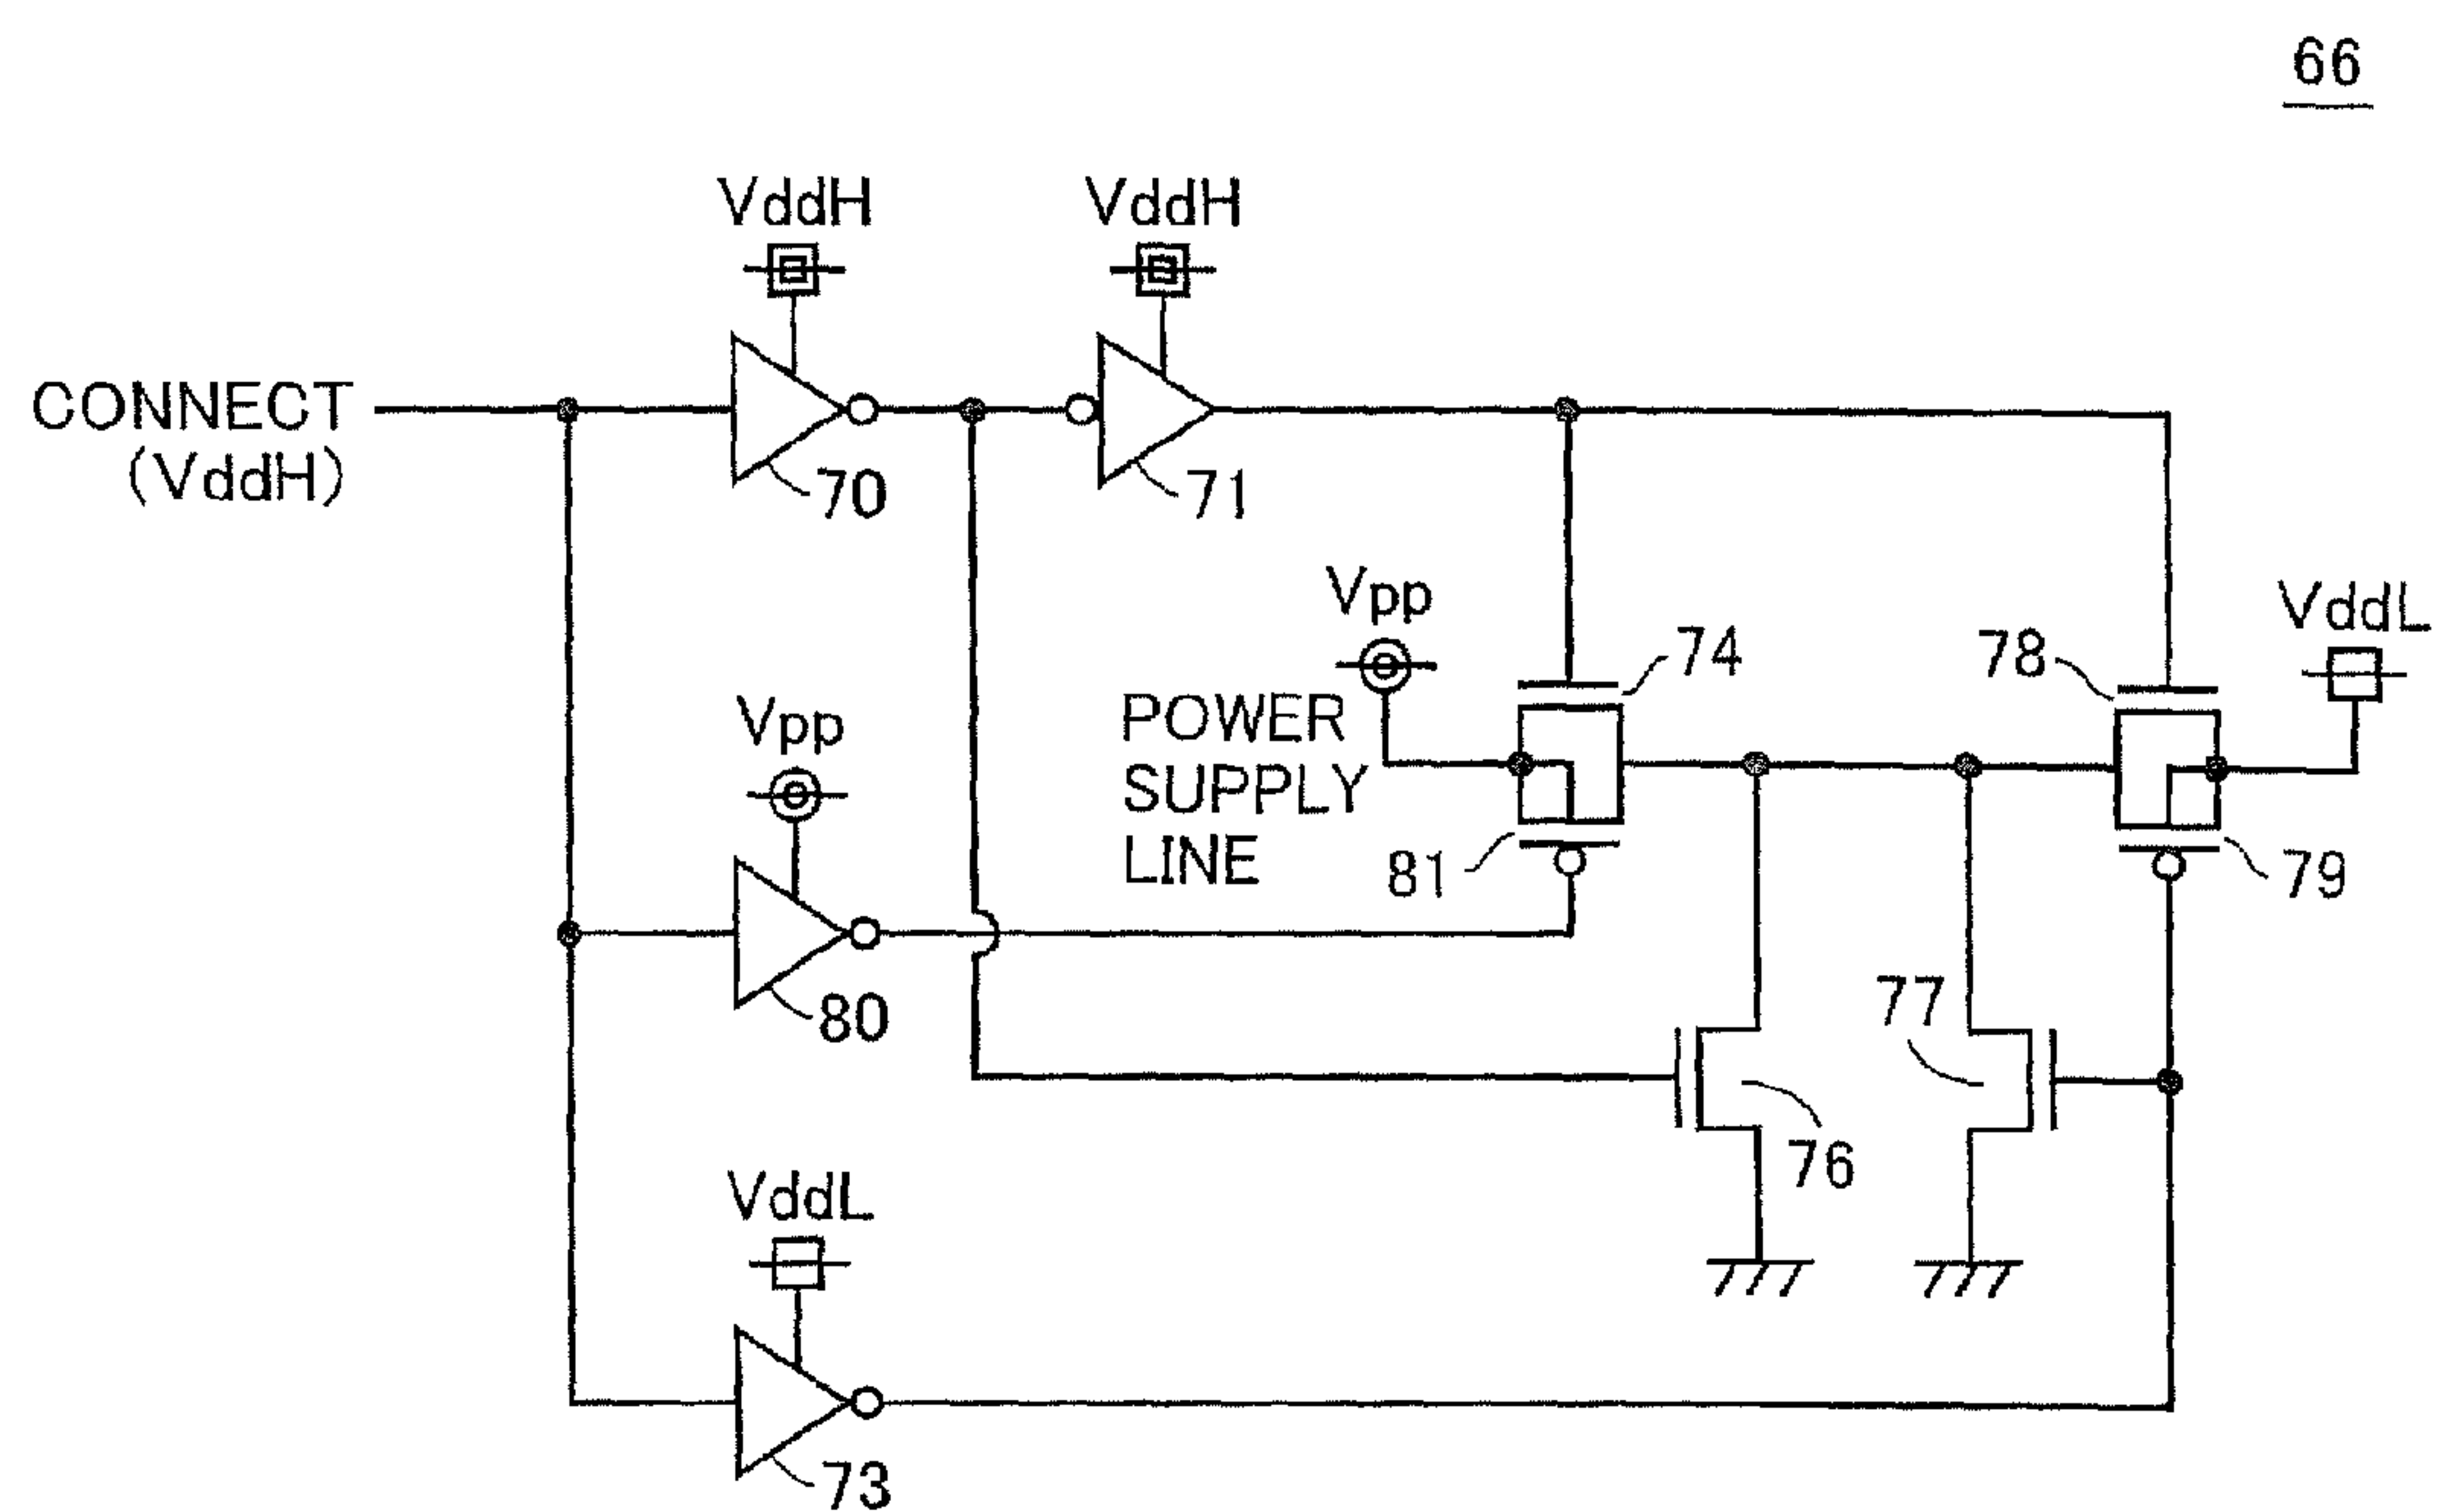 66
VddH
VddH
CONNECT
(VddH)
70
71
Vpp
74
78
VddL
Vpp
POWER
SUPPLY
LINE
81
79
80
77
76
VddL
73